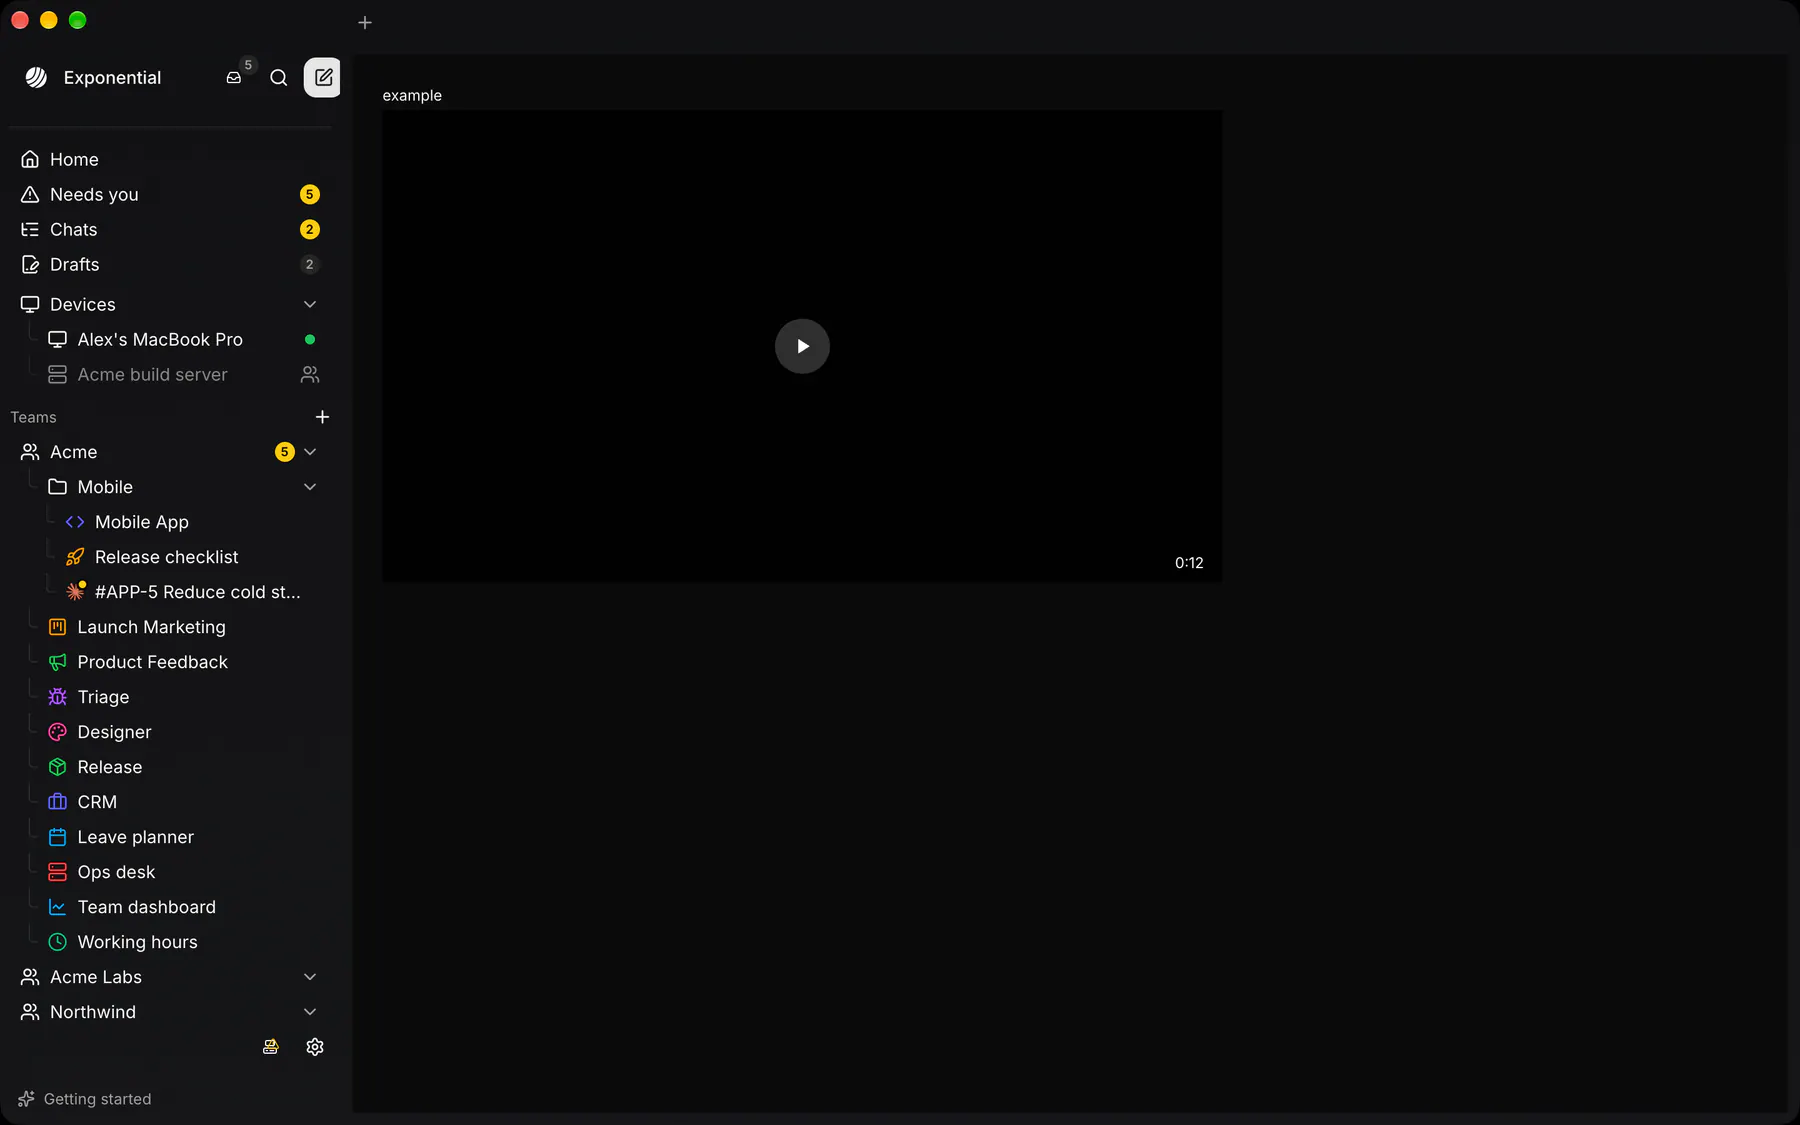 Exponential
5
example
Home
Needs you
5
Chats
2
Drafts
2
Devices
Alex's MacBook Pro
Acme build server
Teams
Acme
5
Mobile
Mobile App
Release checklist
#APP-5 Reduce cold st...
Launch Marketing
Product Feedback
Triage
Designer
Release
CRM
Leave planner
Ops desk
Team dashboard
Working hours
Acme Labs
Northwind
Getting started
0:12